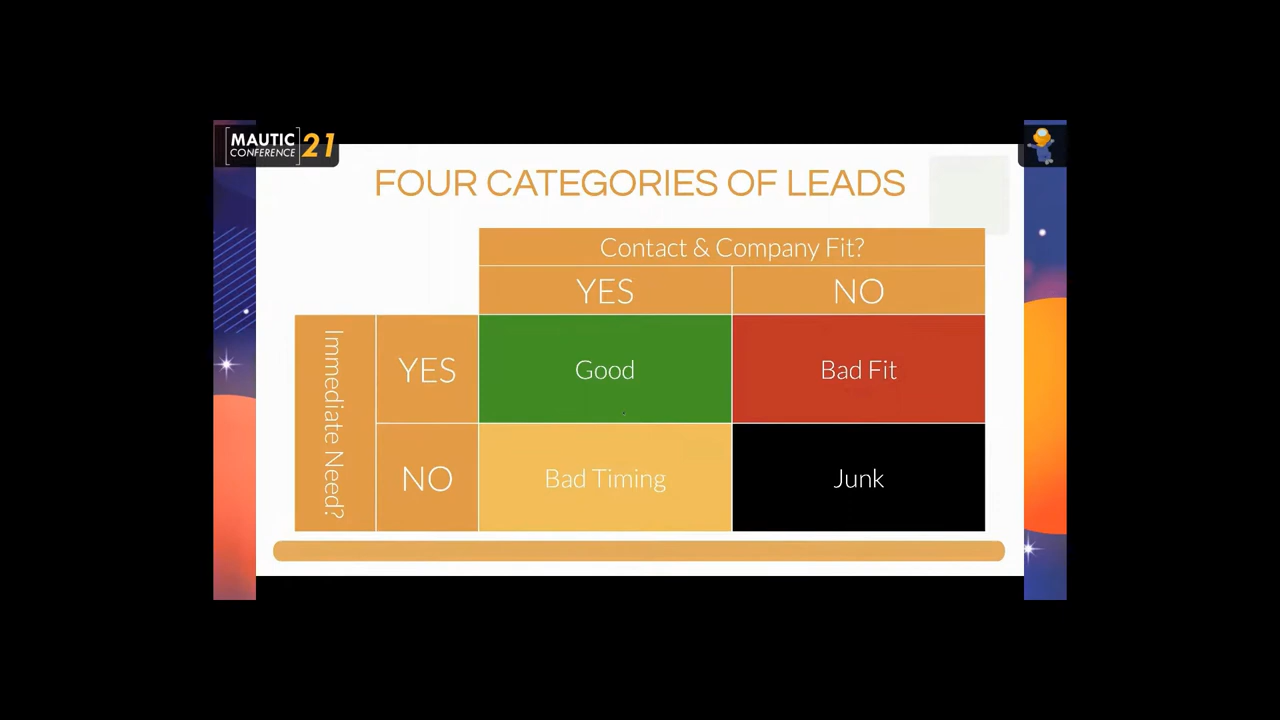 MAUTIC
CONFERENCE 21
FOUR CATEGORIES OF LEADS
Contact & Company Fit?
YES NO
Immediate Need?
YES Good Bad Fit
NO Bad Timing Junk